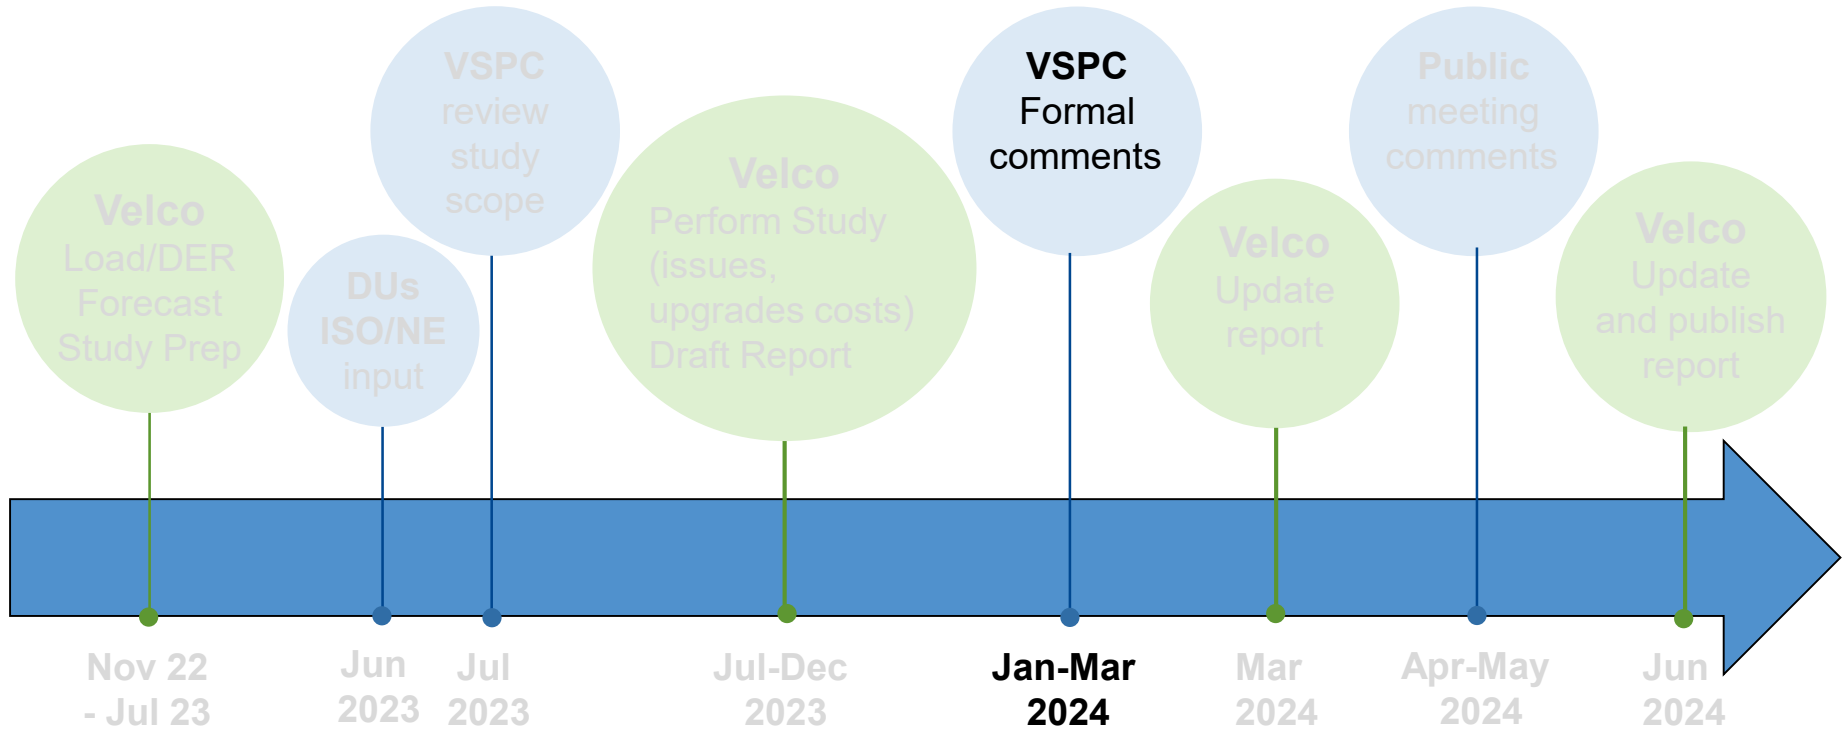 Velco
Load/DER
Forecast
Study Prep
DUs
ISO/NE
input
VSPC
review
study
scope
Velco
Perform Study
(issues,
upgrades costs)
Draft Report
VSPC
Formal
comments
Velco
Update
report
Public
meeting
comments
Velco
Update
and publish
report
Nov 22
- Jul 23
Jun
2023
Jul
2023
Jul-Dec
2023
Jan-Mar
2024
Mar
2024
Apr-May
2024
Jun
2024